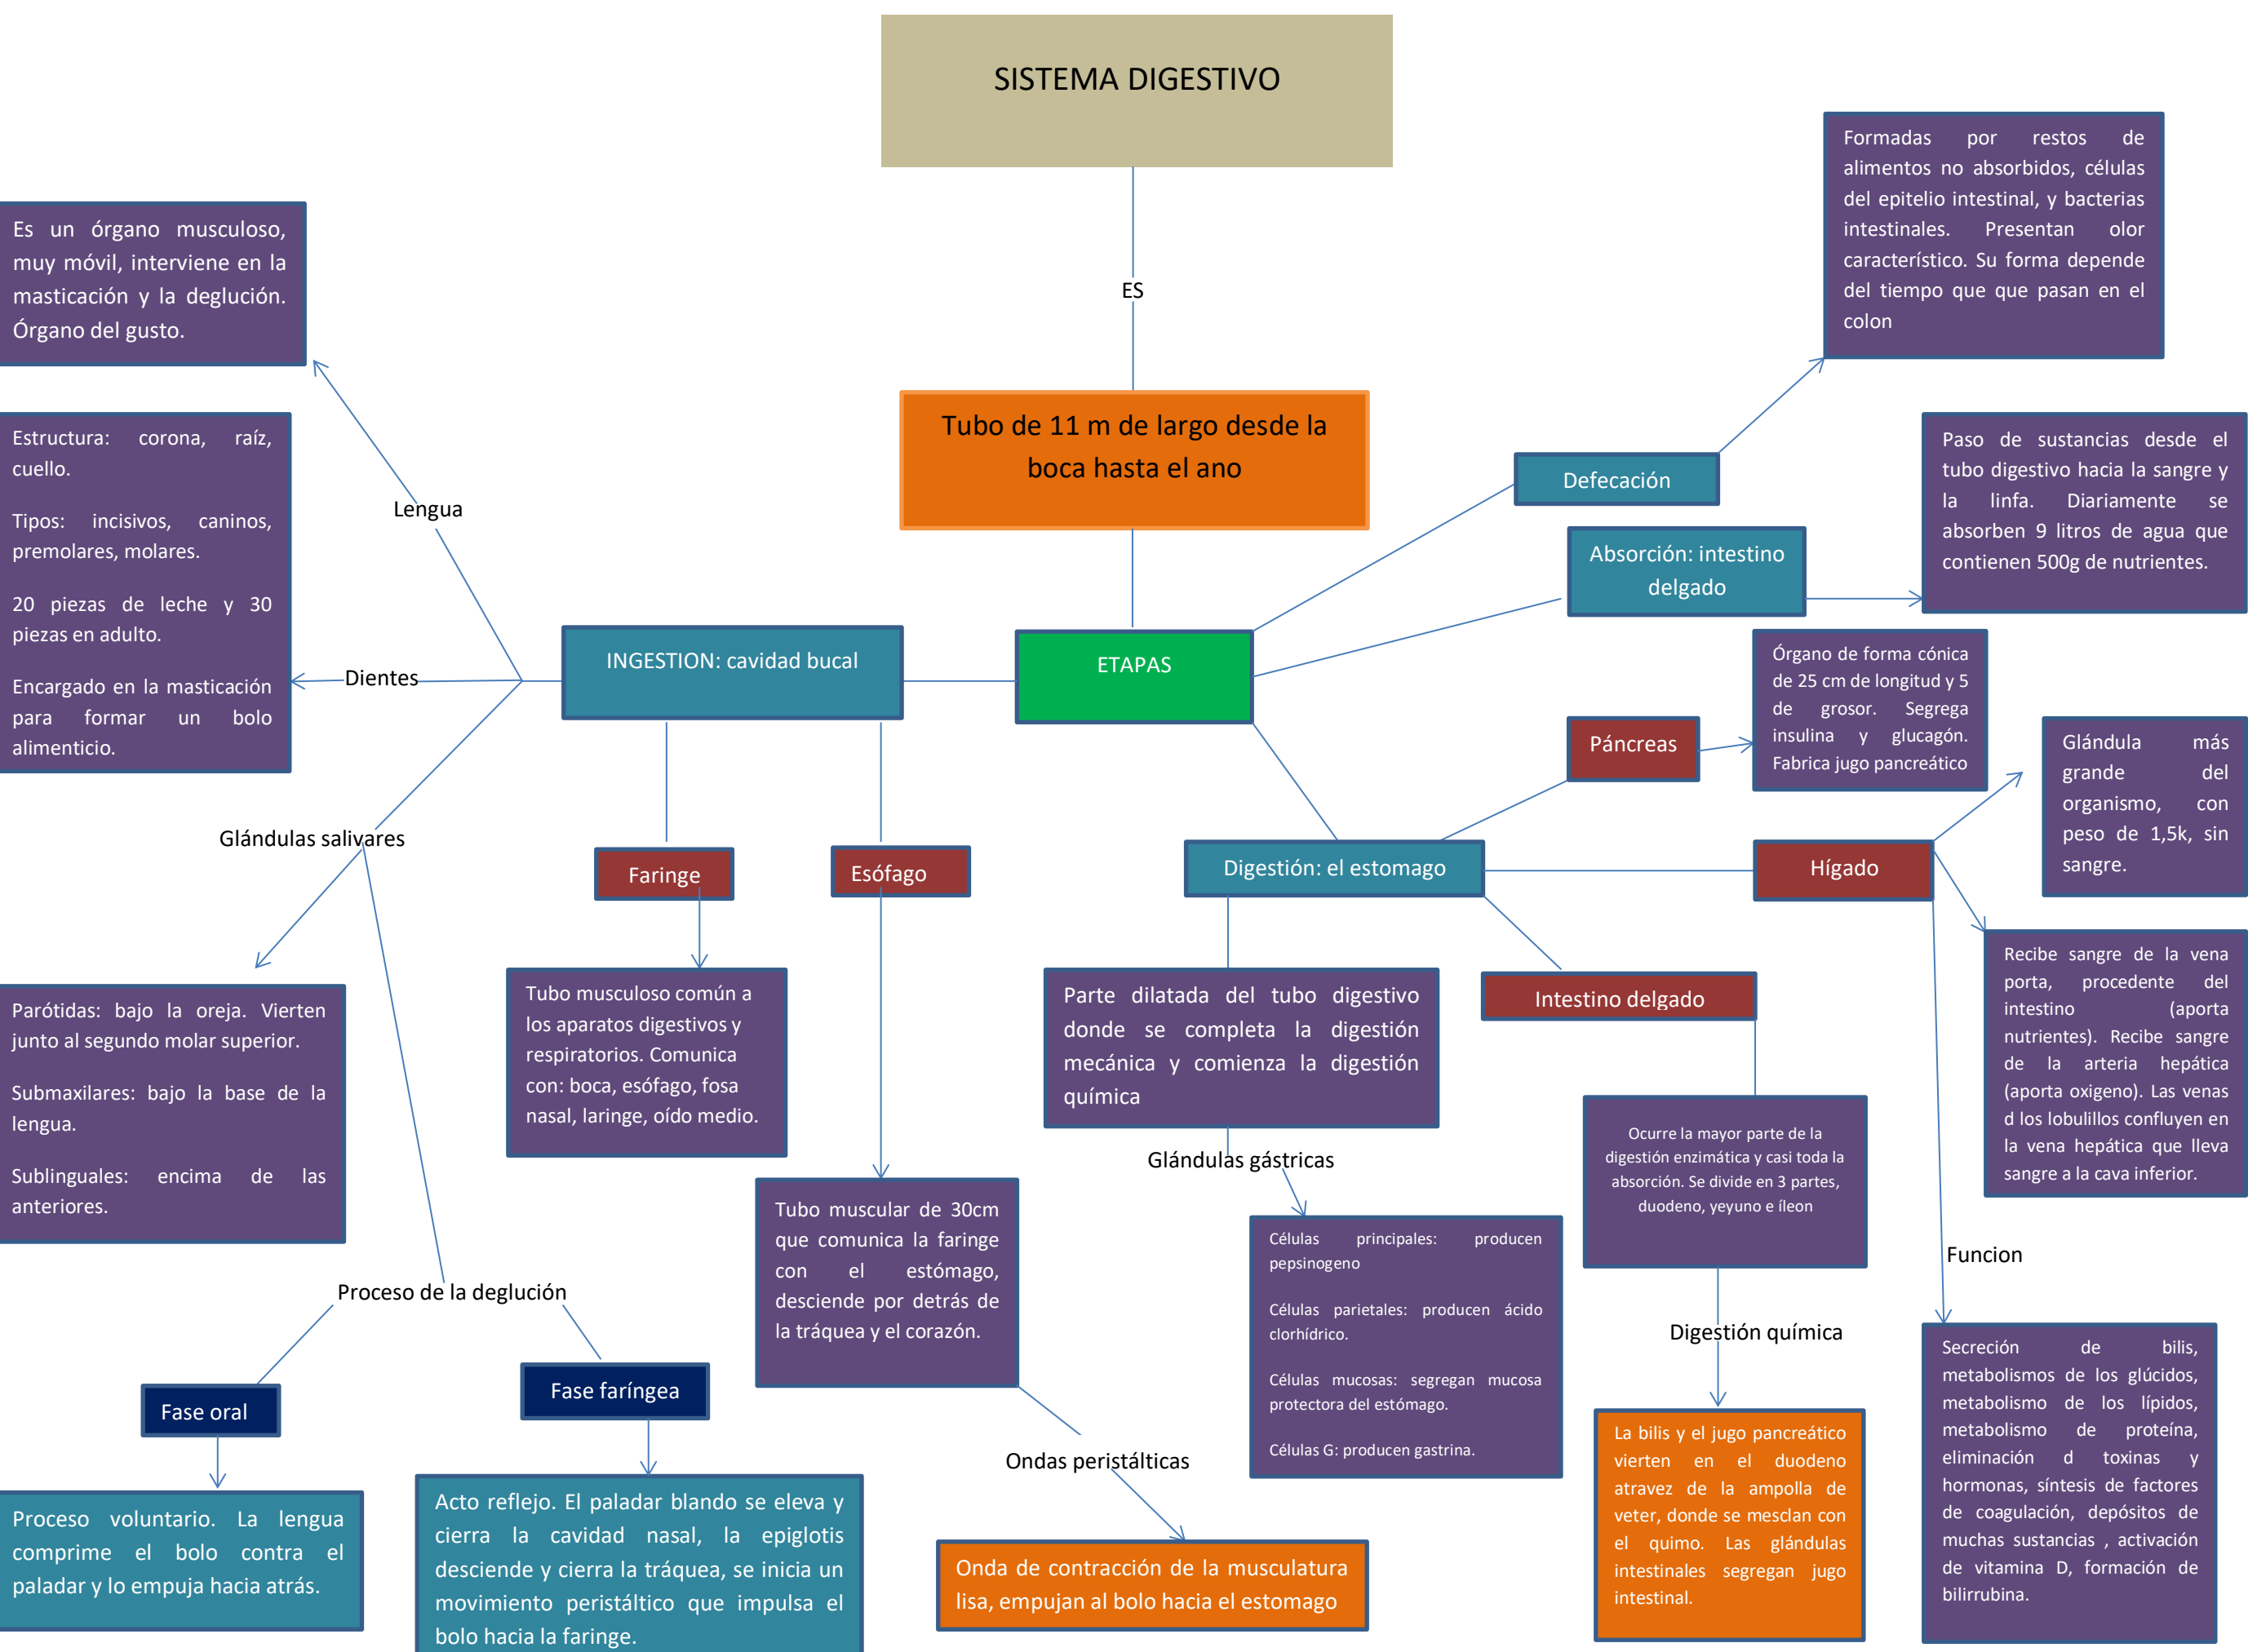 SISTEMA DIGESTIVO
ES
Tubo de 11 m de largo desde la
boca hasta el ano
ETAPAS
INGESTION: cavidad bucal
Lengua
Es un órgano musculoso,
muy móvil, interviene en la
masticación y la deglución.
Órgano del gusto.
Dientes
Estructura: corona, raíz,
cuello.
Tipos: incisivos, caninos,
premolares, molares.
20 piezas de leche y 30
piezas en adulto.
Encargado en la masticación
para formar un bolo
alimenticio.
Glándulas salivares
Parótidas: bajo la oreja. Vierten
junto al segundo molar superior.
Submaxilares: bajo la base de la
lengua.
Sublinguales: encima de las
anteriores.
Proceso de la deglución
Fase oral
Proceso voluntario. La lengua
comprime el bolo contra el
paladar y lo empuja hacia atrás.
Fase faríngea
Acto reflejo. El paladar blando se eleva y
cierra la cavidad nasal, la epiglotis
desciende y cierra la tráquea, se inicia un
movimiento peristáltico que impulsa el
bolo hacia la faringe.
Faringe
Tubo musculoso común a
los aparatos digestivos y
respiratorios. Comunica
con: boca, esófago, fosa
nasal, laringe, oído medio.
Esófago
Tubo muscular de 30cm
que comunica la faringe
con el estómago,
desciende por detrás de
la tráquea y el corazón.
Ondas peristálticas
Onda de contracción de la musculatura
lisa, empujan al bolo hacia el estomago
Defecación
Formadas por restos de
alimentos no absorbidos, células
del epitelio intestinal, y bacterias
intestinales. Presentan olor
característico. Su forma depende
del tiempo que que pasan en el
colon
Absorción: intestino
delgado
Paso de sustancias desde el
tubo digestivo hacia la sangre y
la linfa. Diariamente se
absorben 9 litros de agua que
contienen 500g de nutrientes.
Digestión: el estomago
Parte dilatada del tubo digestivo
donde se completa la digestión
mecánica y comienza la digestión
química
Glándulas gástricas
Células principales: producen
pepsinogeno
Células parietales: producen ácido
clorhídrico.
Células mucosas: segregan mucosa
protectora del estómago.
Células G: producen gastrina.
Páncreas
Órgano de forma cónica
de 25 cm de longitud y 5
de grosor. Segrega
insulina y glucagón.
Fabrica jugo pancreático
Hígado
Glándula más
grande del
organismo, con
peso de 1,5k, sin
sangre.
Recibe sangre de la vena
porta, procedente del
intestino (aporta
nutrientes). Recibe sangre
de la arteria hepática
(aporta oxigeno). Las venas
d los lobulillos confluyen en
la vena hepática que lleva
sangre a la cava inferior.
Funcion
Secreción de bilis,
metabolismos de los glúcidos,
metabolismo de los lípidos,
metabolismo de proteína,
eliminación d toxinas y
hormonas, síntesis de factores
de coagulación, depósitos de
muchas sustancias , activación
de vitamina D, formación de
bilirrubina.
Intestino delgado
Ocurre la mayor parte de la
digestión enzimática y casi toda la
absorción. Se divide en 3 partes,
duodeno, yeyuno e íleon
Digestión química
La bilis y el jugo pancreático
vierten en el duodeno
atravez de la ampolla de
veter, donde se mesclan con
el quimo. Las glándulas
intestinales segregan jugo
intestinal.